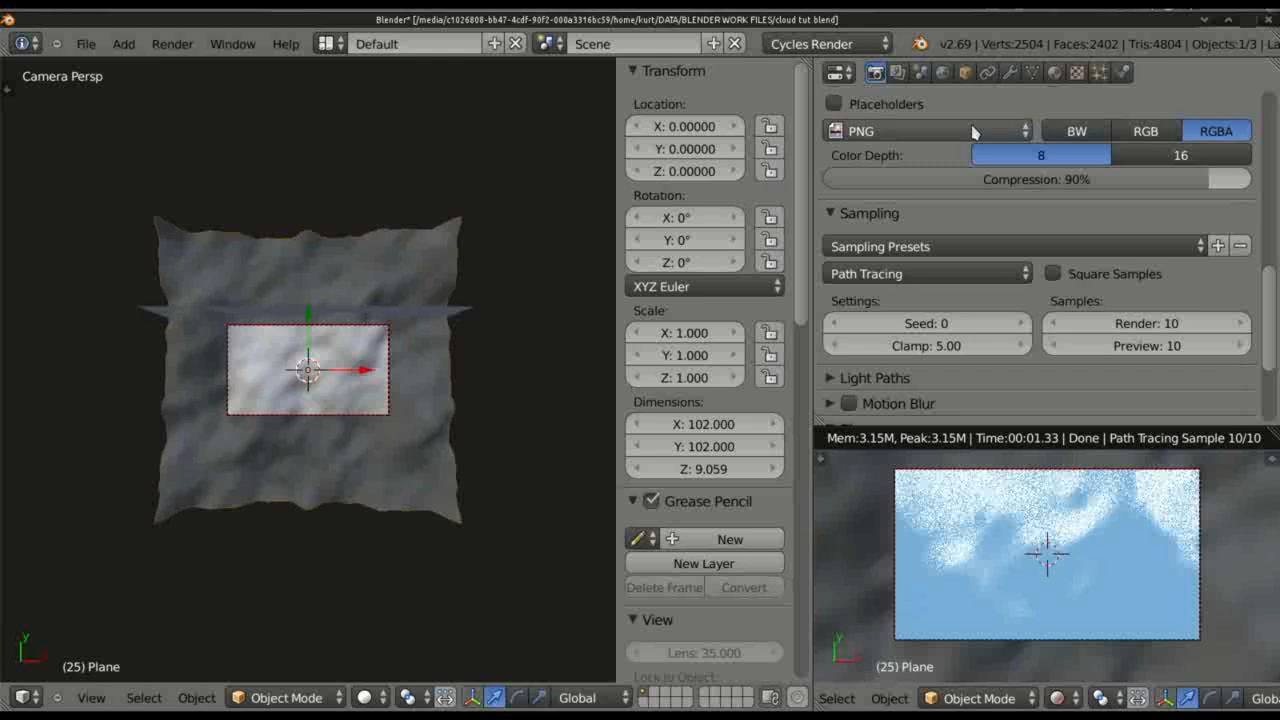 Blender* [/media/c1026808-bb47-4cdf-90f2-000a3316bc59/home/kurt/DATA/BLENDER WORK FILES/cloud tut blend]
File Add Render Window Help Default Scene Cycles Render v2.69 | Verts:2504 | Faces:2402 | Tris:4804 | Objects:1/3 | La
Camera Persp
Transform
Location:
X: 0.00000
Y: 0.00000
Z: 0.00000
Rotation:
X: 0°
Y: 0°
Z: 0°
XYZ Euler
Scale:
X: 1.000
Y: 1.000
Z: 1.000
Dimensions:
X: 102.000
Y: 102.000
Z: 9.059
Grease Pencil
New
New Layer
Delete Frame Convert
View
Lens: 35.000
Lock to Object:
Placeholders
PNG BW RGB RGBA
Color Depth: 8 16
Compression: 90%
Sampling
Sampling Presets
Path Tracing Square Samples
Settings: Samples:
Seed: 0 Render: 10
Clamp: 5.00 Preview: 10
Light Paths
Motion Blur
Mem:3.15M, Peak:3.15M | Time:00:01.33 | Done | Path Tracing Sample 10/10
y
(25) Plane
y
(25) Plane
View Select Object Object Mode Global
Select Object Object Mode Glob